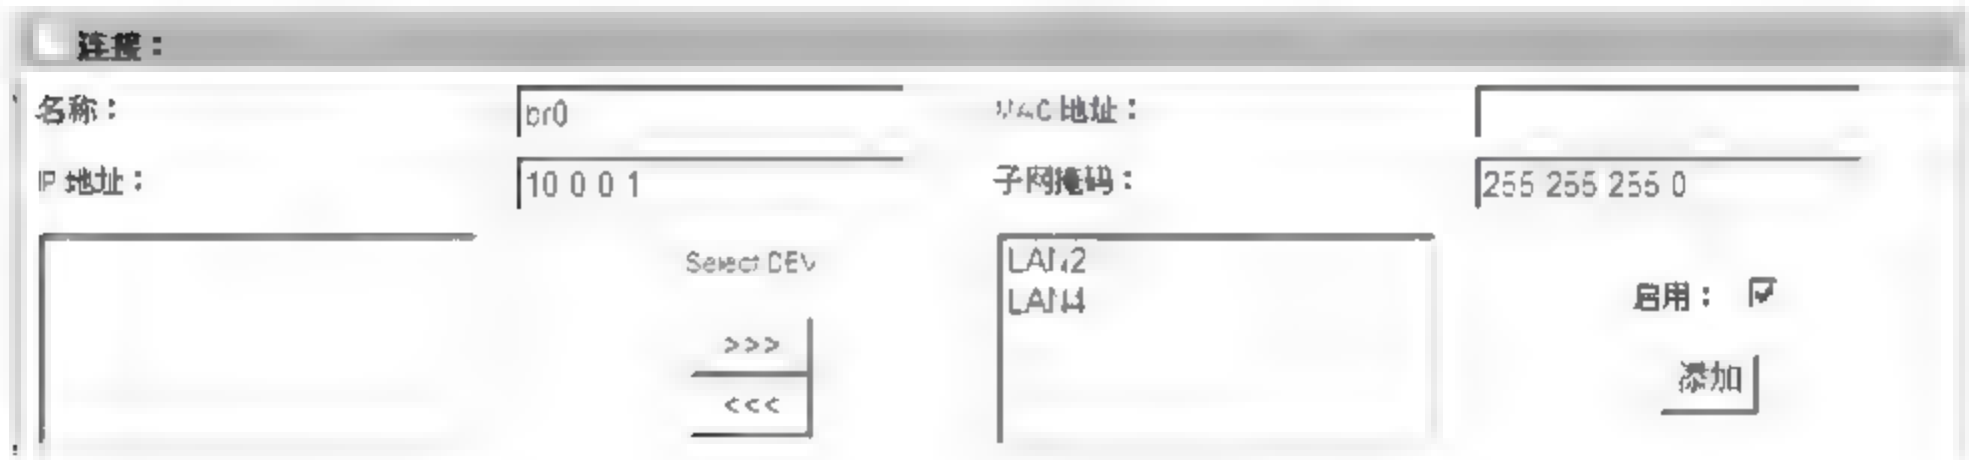 连接：
名称： br0 MAC 地址：
IP 地址： 10 0 0 1 子网掩码： 255 255 255 0
Select DEV
LAN2
LAN4
启用：
>>>
<<<
添加